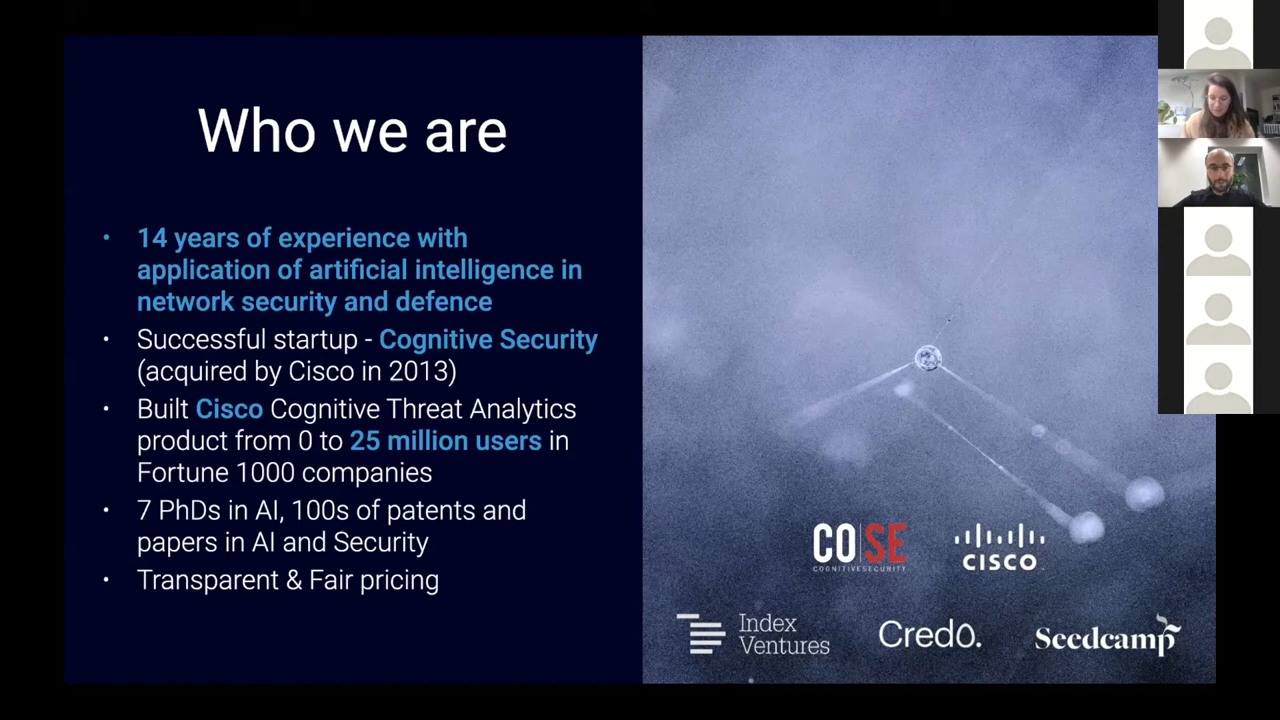 Who we are
• 14 years of experience with
application of artificial intelligence in
network security and defence
• Successful startup - Cognitive Security
(acquired by Cisco in 2013)
• Built Cisco Cognitive Threat Analytics
product from 0 to 25 million users in
Fortune 1000 companies
• 7 PhDs in AI, 100s of patents and
papers in AI and Security
• Transparent & Fair pricing
CO|SE
COGNITIVESECURITY
CISCO
Index
Ventures
Credo.
Seedcamp